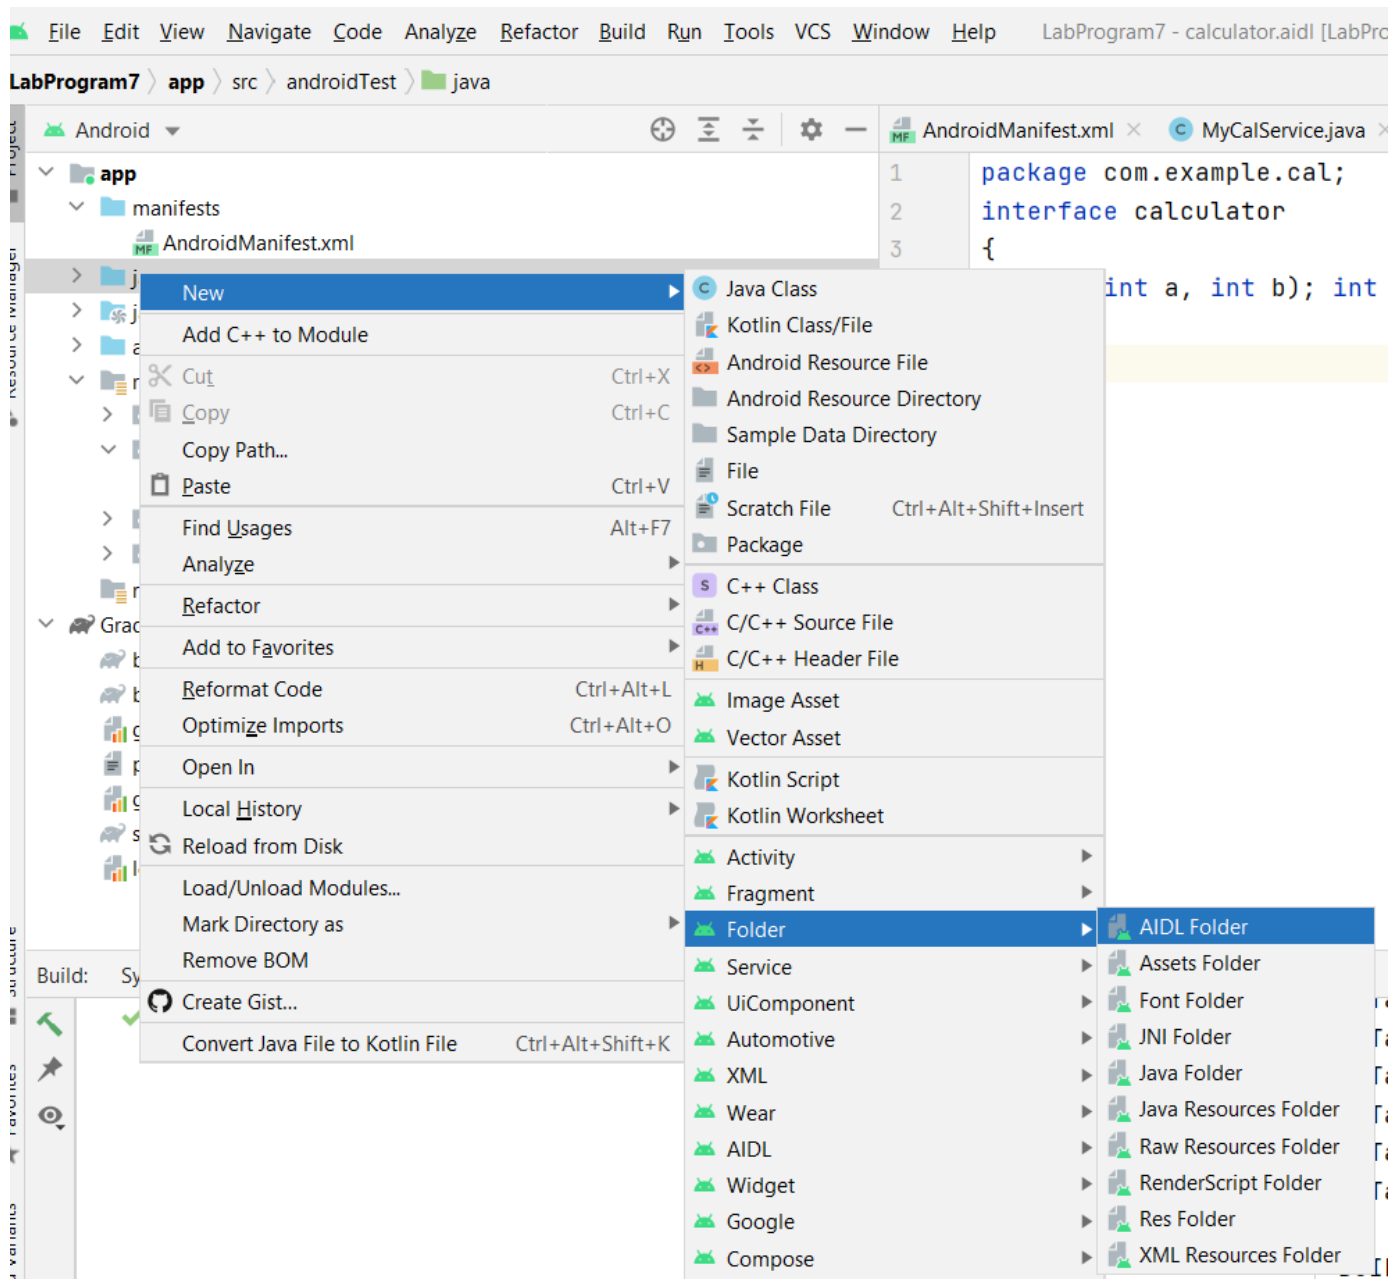 File Edit View Navigate Code Analyze Refactor Build Run Tools VCS Window Help LabProgram7 - calculator.aidl [LabPro
LabProgram7 app src androidTest java
Android
AndroidManifest.xml
MyCalService.java
app
manifests
AndroidManifest.xml
Resource Manager
Grad
1 package com.example.cal;
2 interface calculator
3 {
int a, int b); int
New
Add C++ to Module
Cut Ctrl+X
Copy Ctrl+C
Copy Path...
Paste Ctrl+V
Find Usages Alt+F7
Analyze
Refactor
Add to Favorites
Reformat Code Ctrl+Alt+L
Optimize Imports Ctrl+Alt+O
Open In
Local History
Reload from Disk
Load/Unload Modules...
Mark Directory as
Remove BOM
Create Gist...
Convert Java File to Kotlin File Ctrl+Alt+Shift+K
Java Class
Kotlin Class/File
Android Resource File
Android Resource Directory
Sample Data Directory
File
Scratch File Ctrl+Alt+Shift+Insert
Package
C++ Class
C/C++ Source File
C/C++ Header File
Image Asset
Vector Asset
Kotlin Script
Kotlin Worksheet
Activity
Fragment
Folder
Service
UiComponent
Automotive
XML
Wear
AIDL
Widget
Google
Compose
AIDL Folder
Assets Folder
Font Folder
JNI Folder
Java Folder
Java Resources Folder
Raw Resources Folder
RenderScript Folder
Res Folder
XML Resources Folder
Build: Sy
Structure
Favorites